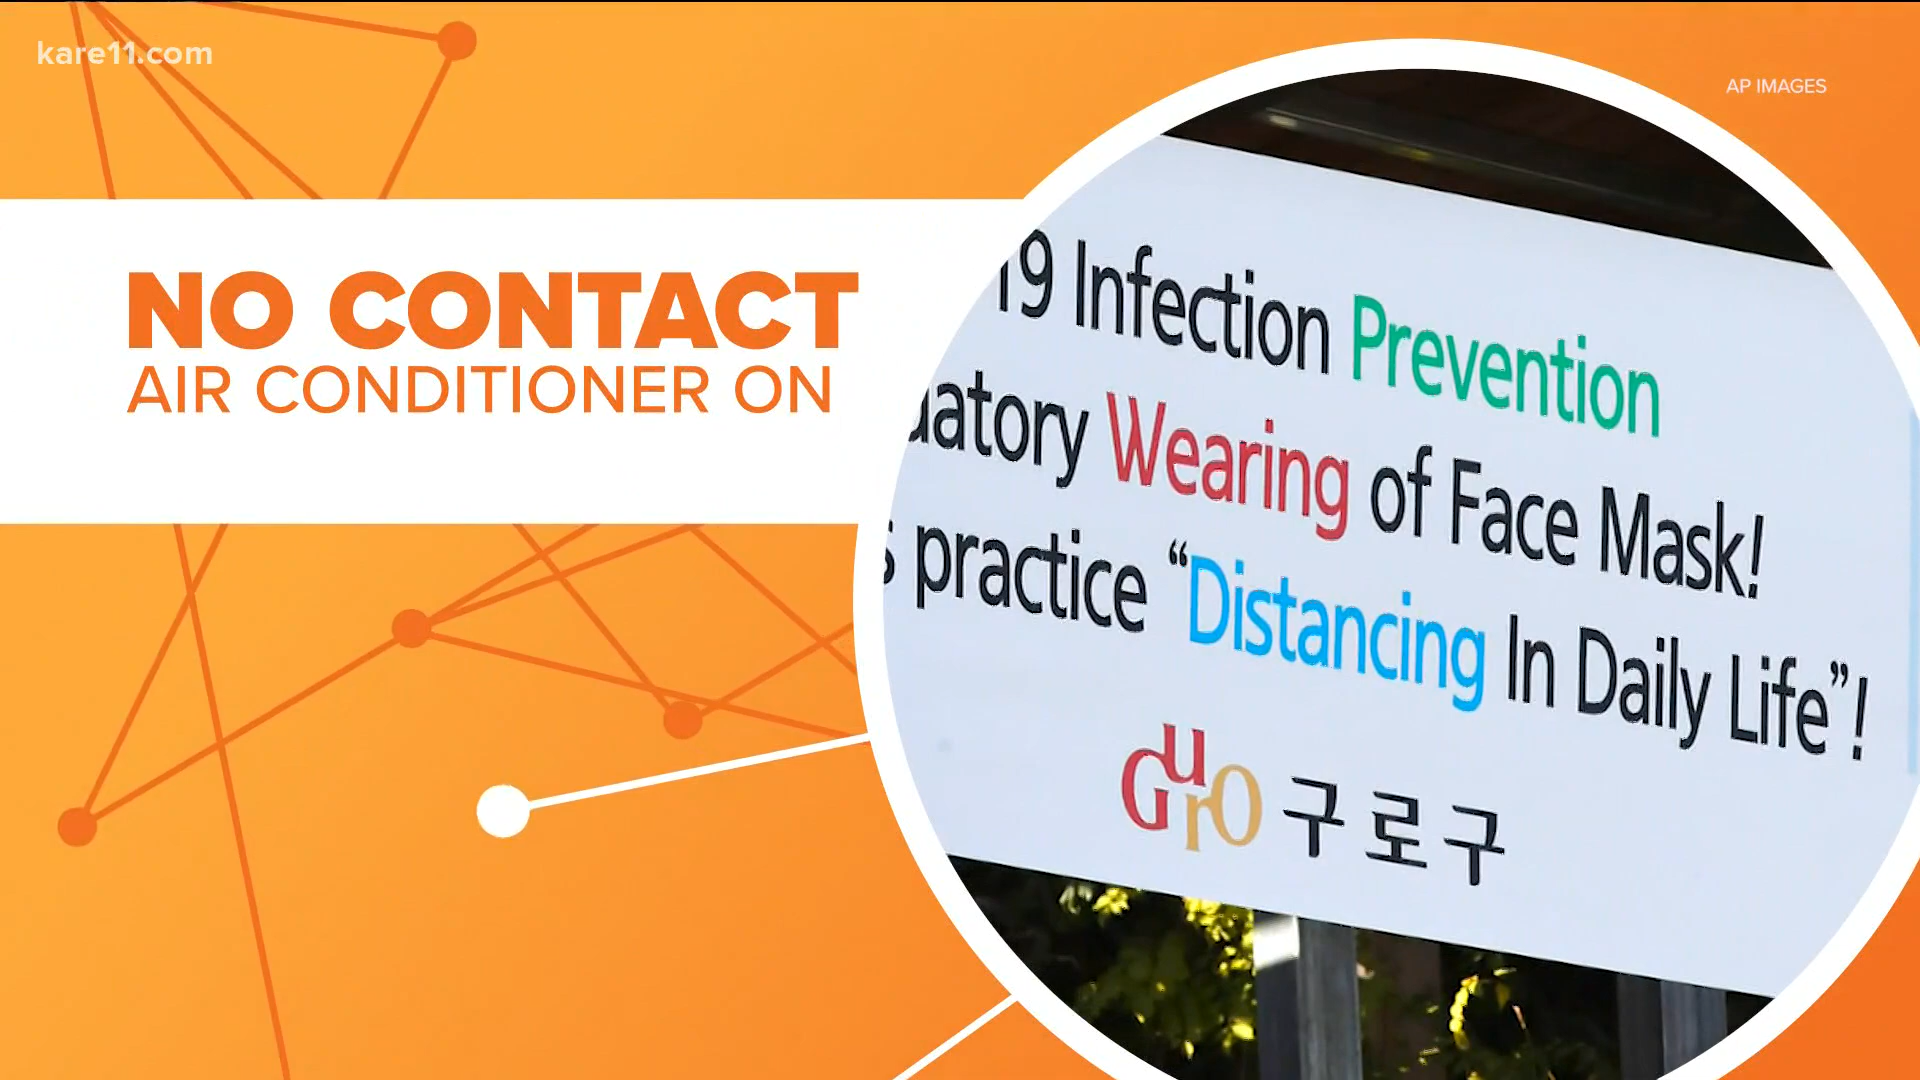 kare11.com
AP IMAGES
NO CONTACT
AIR CONDITIONER ON
19 Infection Prevention
Wearing of Face Mask!
practice “Distancing In Daily Life”!
GurO 구로구